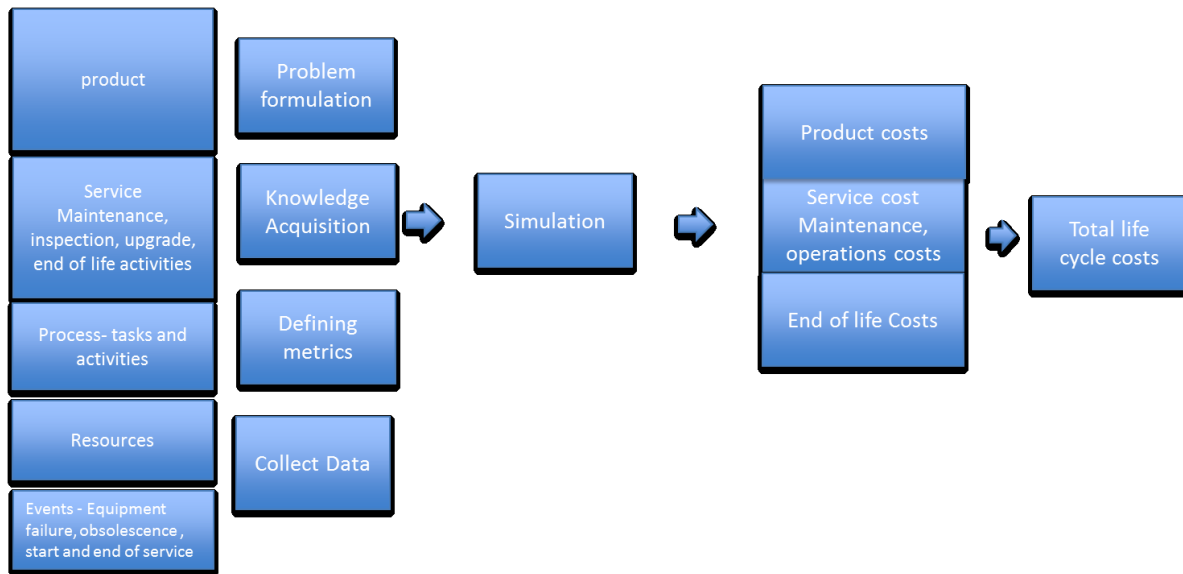 product
Service
Maintenance,
inspection, upgrade,
end of life activities
Process- tasks and
activities
Resources
Events - Equipment
failure, obsolescence ,
start and end of service
Problem
formulation
Knowledge
Acquisition
Defining
metrics
Collect Data
Simulation
Product costs
Service cost
Maintenance,
operations costs
End of life Costs
Total life
cycle costs